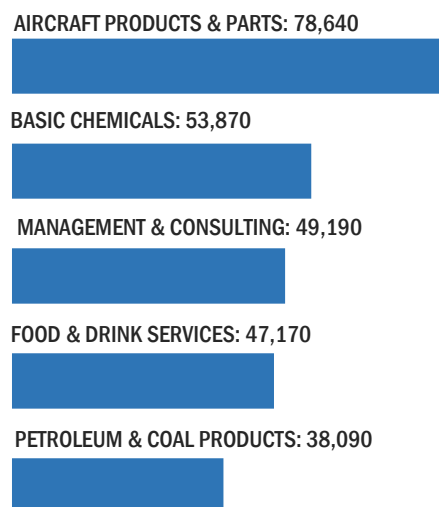 AIRCRAFT PRODUCTS & PARTS: 78,640
BASIC CHEMICALS: 53,870
MANAGEMENT & CONSULTING: 49,190
FOOD & DRINK SERVICES: 47,170
PETROLEUM & COAL PRODUCTS: 38,090